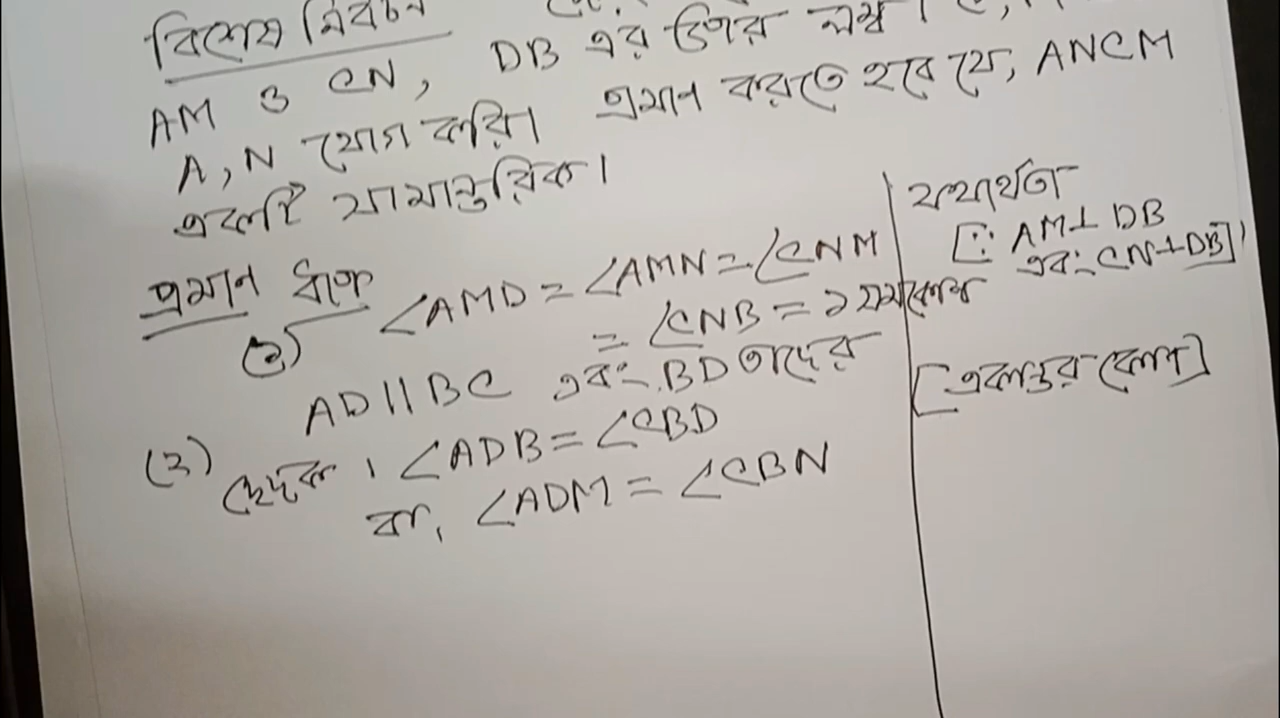 বিশেষ নির্বচন
AM ও CN, DB এর উপর লম্ব। C,
A, N যোগ করি। প্রমাণ করতে হবে যে, ANCM
একটি সামান্তরিক।
প্রমাণ ধাপ
যথার্থতা
(১) ∠AMD = ∠AMN = ∠CNM
= ∠CNB = ১ সমকোণ
[∵ AM⊥DB
এবং CN⊥DB]
(২) AD||BC এবং BD তাদের
ছেদক। ∠ADB = ∠CBD
[একান্তর কোণ]
বা, ∠ADM = ∠CBN